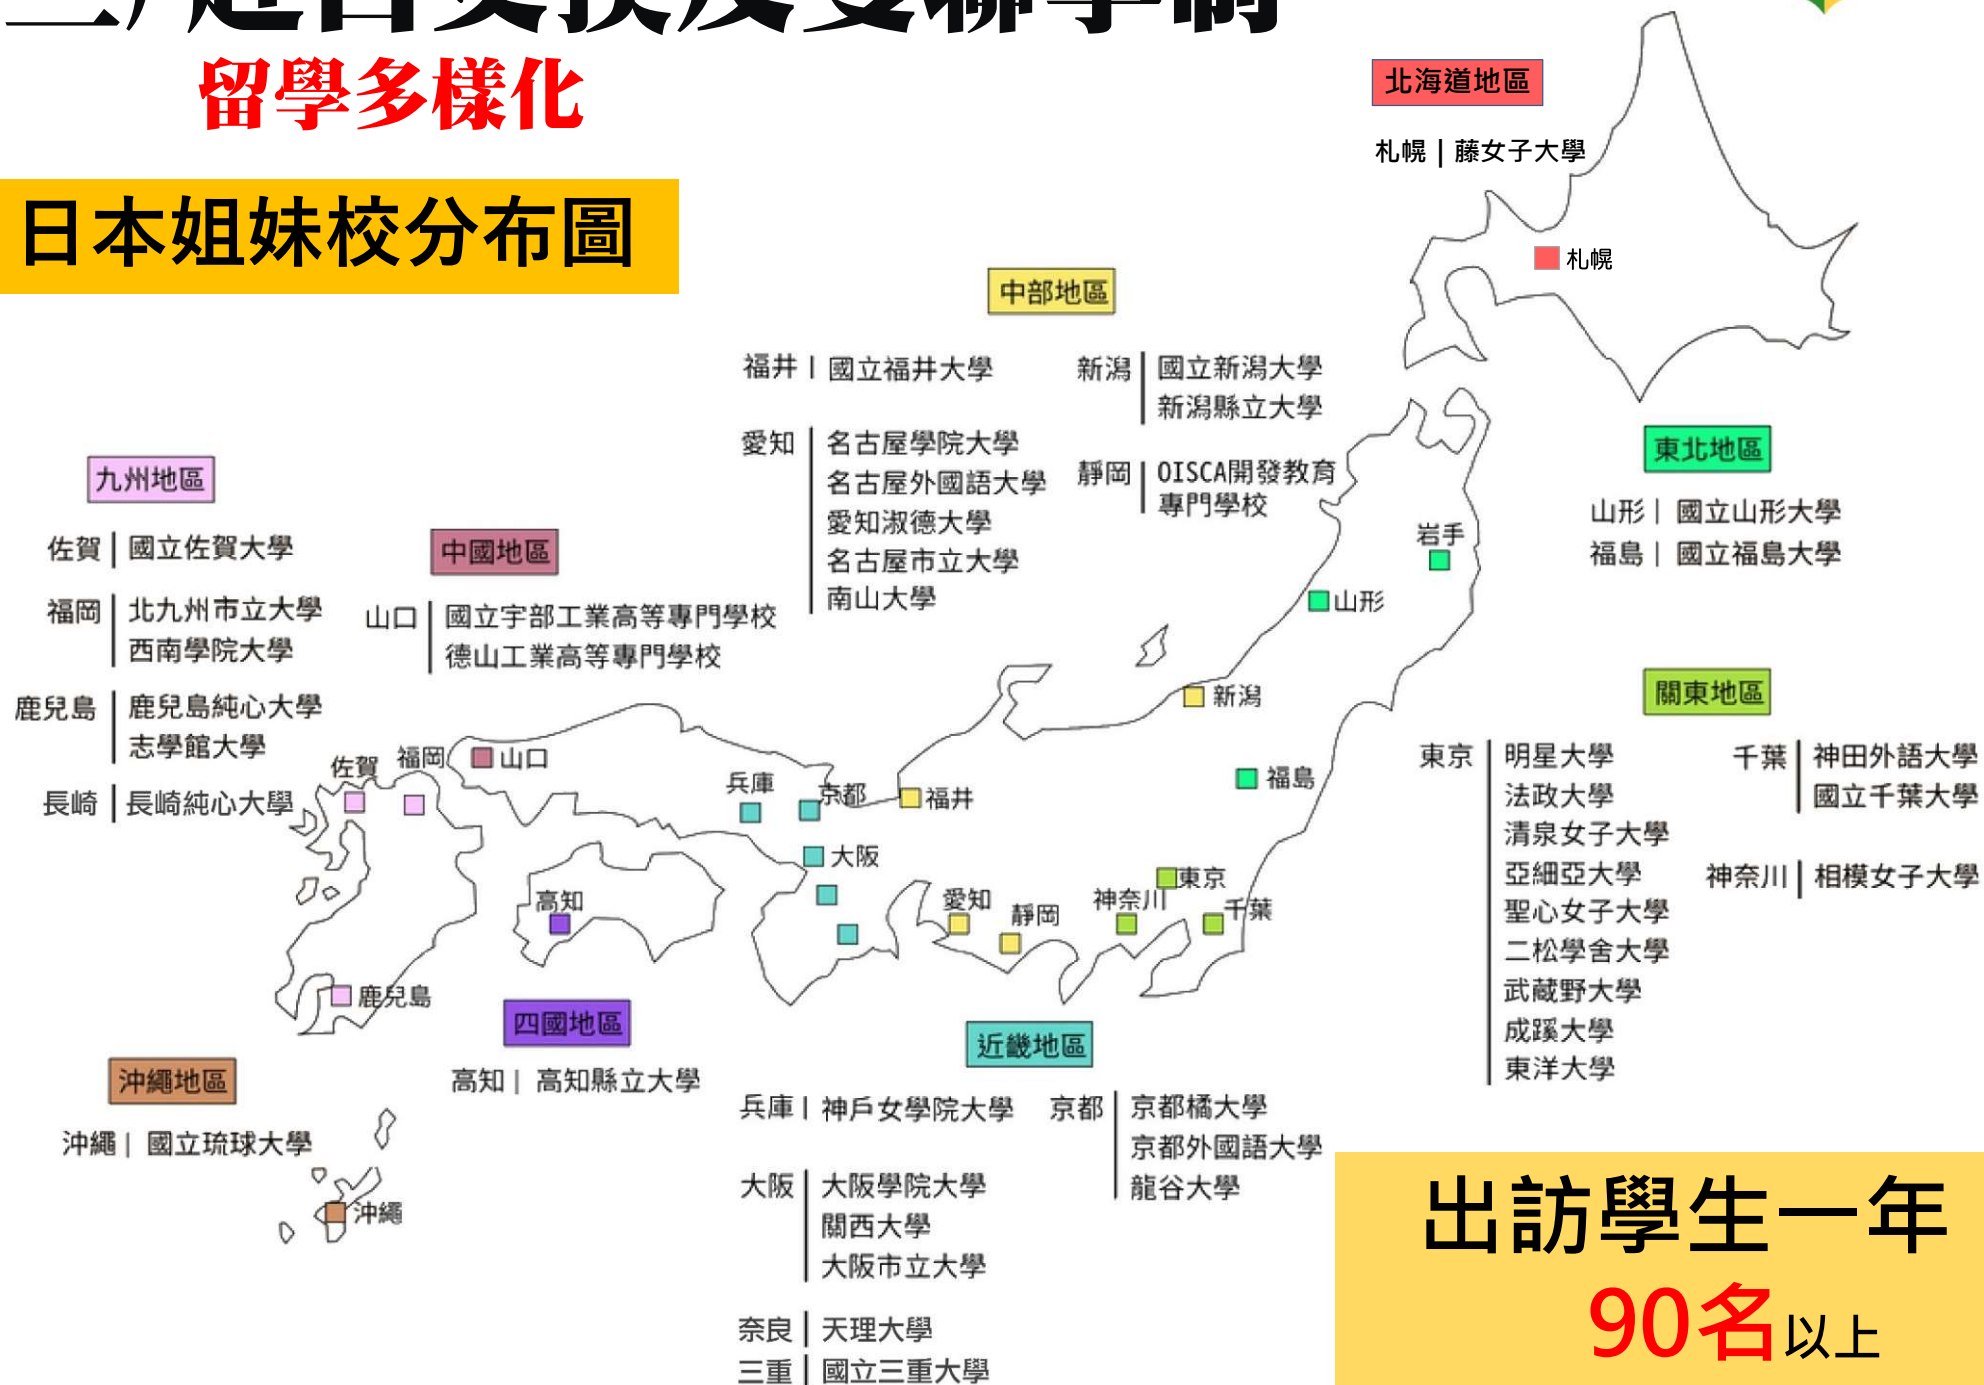 二、赴日交換及雙聯學制
留學多樣化
日本姐妹校分布圖
北海道地區
札幌 | 藤女子大學
札幌
中部地區
福井 | 國立福井大學
新潟 | 國立新潟大學
新潟縣立大學
愛知 | 名古屋學院大學
名古屋外國語大學
愛知淑德大學
名古屋市立大學
南山大學
靜岡 | OISCA開發教育
專門學校
東北地區
山形 | 國立山形大學
福島 | 國立福島大學
岩手
山形
九州地區
佐賀 | 國立佐賀大學
福岡 | 北九州市立大學
西南學院大學
鹿兒島 | 鹿兒島純心大學
志學館大學
長崎 | 長崎純心大學
中國地區
山口 | 國立宇部工業高等專門學校
德山工業高等專門學校
關東地區
東京 | 明星大學
法政大學
清泉女子大學
亞細亞大學
聖心女子大學
二松學舍大學
武蔵野大學
成蹊大學
東洋大學
千葉 | 神田外語大學
國立千葉大學
神奈川 | 相模女子大學
新潟
福島
佐賀
福岡
山口
兵庫
京都
福井
大阪
高知
愛知
靜岡
神奈川
東京
千葉
鹿兒島
四國地區
高知 | 高知縣立大學
沖繩地區
沖繩 | 國立琉球大學
沖繩
近畿地區
兵庫 | 神戶女學院大學
京都 | 京都橘大學
京都外國語大學
龍谷大學
大阪 | 大阪學院大學
關西大學
大阪市立大學
奈良 | 天理大學
三重 | 國立三重大學
出訪學生一年
90名以上